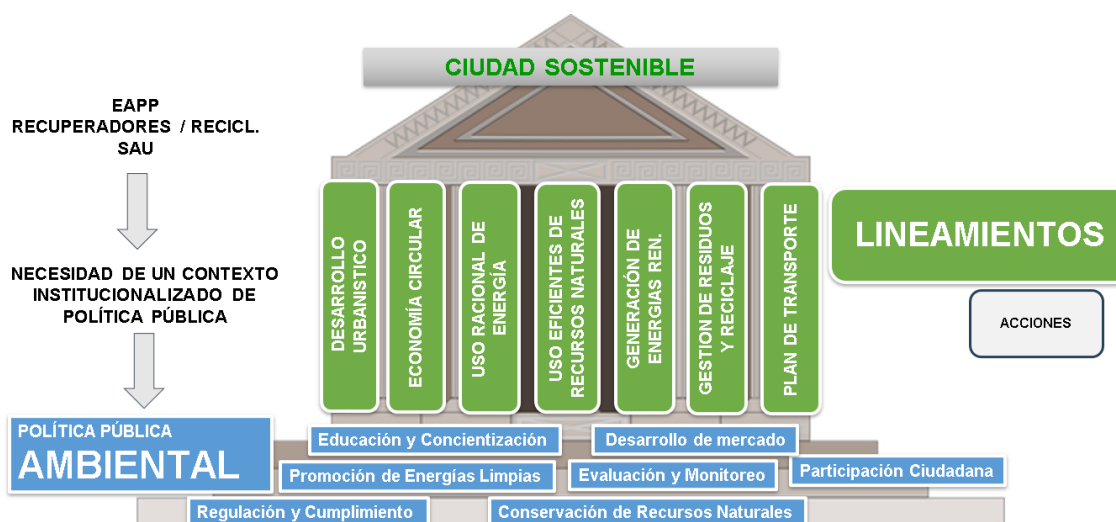 CIUDAD SOSTENIBLE
EAPP
RECUPERADORES / RECICL.
SAU
NECESIDAD DE UN CONTEXTO
INSTITUCIONALIZADO DE
POLÍTICA PÚBLICA
POLÍTICA PÚBLICA
AMBIENTAL
DESARROLLO
URBANISTICO
ECONOMÍA CIRCULAR
USO RACIONAL DE
ENERGÍA
USO EFICIENTES DE
RECURSOS NATURALES
GENERACIÓN DE
ENERGIAS REN.
GESTION DE RESIDUOS
Y RECICLAJE
PLAN DE TRANSPORTE
LINEAMIENTOS
ACCIONES
Educación y Concientización
Desarrollo de mercado
Promoción de Energías Limpias
Evaluación y Monitoreo
Participación Ciudadana
Regulación y Cumplimiento
Conservación de Recursos Naturales